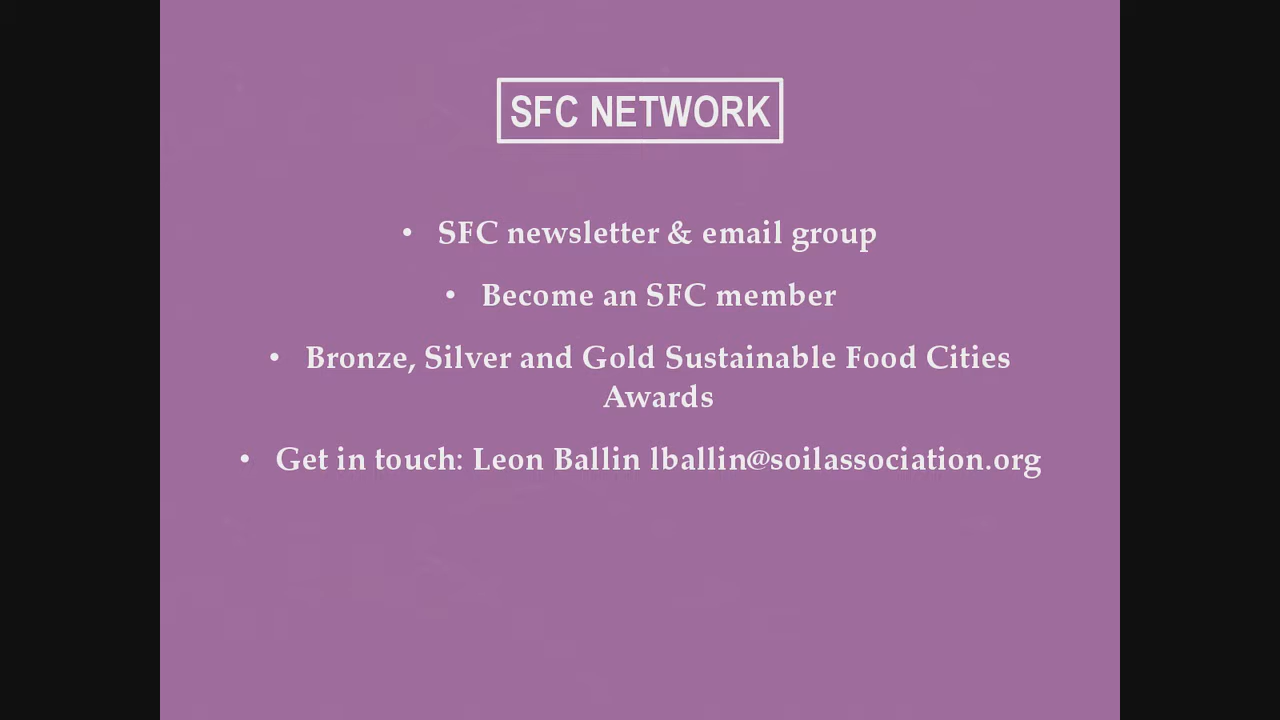 SFC NETWORK
• SFC newsletter & email group
• Become an SFC member
• Bronze, Silver and Gold Sustainable Food Cities
Awards
• Get in touch: Leon Ballin lballin@soilassociation.org